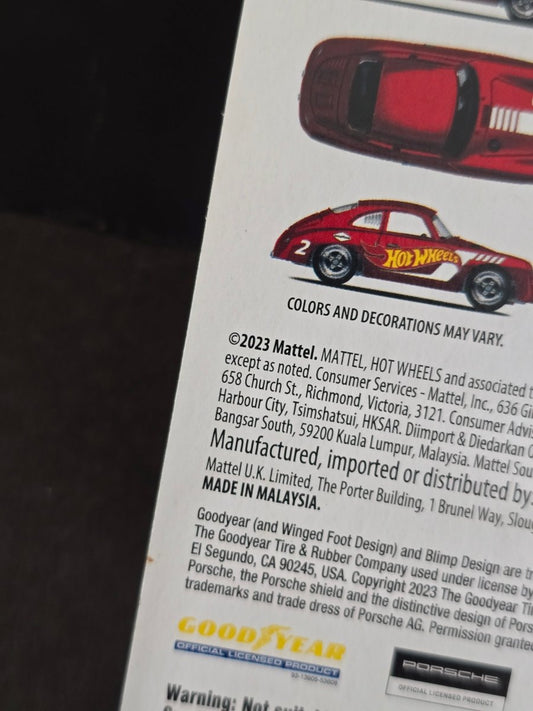 2
HOT WHEELS
COLORS AND DECORATIONS MAY VARY.
©2023 Mattel. MATTEL, HOT WHEELS and associated
except as noted. Consumer Services - Mattel, Inc., 636
658 Church St., Richmond, Victoria, 3121. Consumer
Harbour City, Tsimshatsui, HKSAR. Diimport & Diedarkan
Bangsar South, 59200 Kuala Lumpur, Malaysia. Mattel
Manufactured, imported or distributed by:
Mattel U.K. Limited, The Porter Building, 1 Brunel Way,
MADE IN MALAYSIA.
Goodyear (and Winged Foot Design) and Blimp Design are
The Goodyear Tire & Rubber Company used under license by
El Segundo, CA 90245, USA. Copyright 2023 The Goodyear
Porsche, the Porsche shield and the distinctive design of
trademarks and trade dress of Porsche AG. Permission
GOODYEAR
OFFICIAL LICENSED PRODUCT
PORSCHE
OFFICIAL LICENSED PRODUCT
Warning: Not